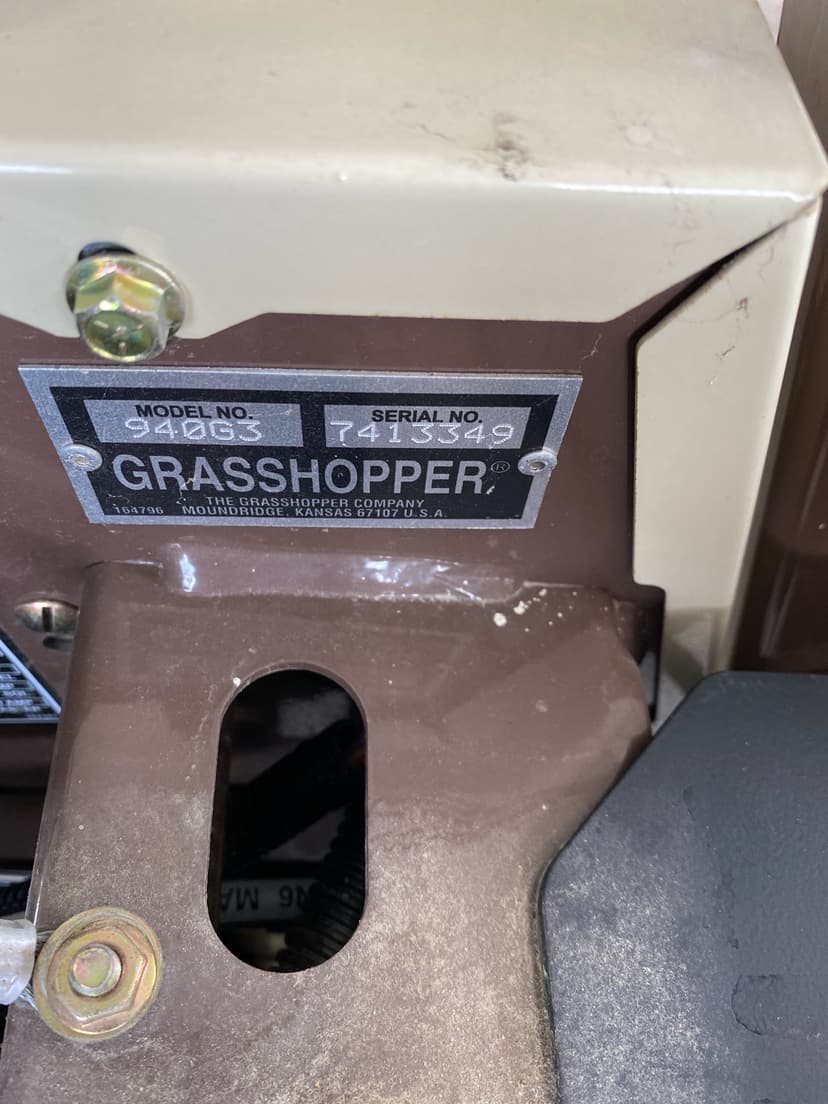 MODEL NO.
940G3
SERIAL NO.
7413349
GRASSHOPPER®
THE GRASSHOPPER COMPANY
164796 MOUNDRIDGE, KANSAS 67107 U.S.A.